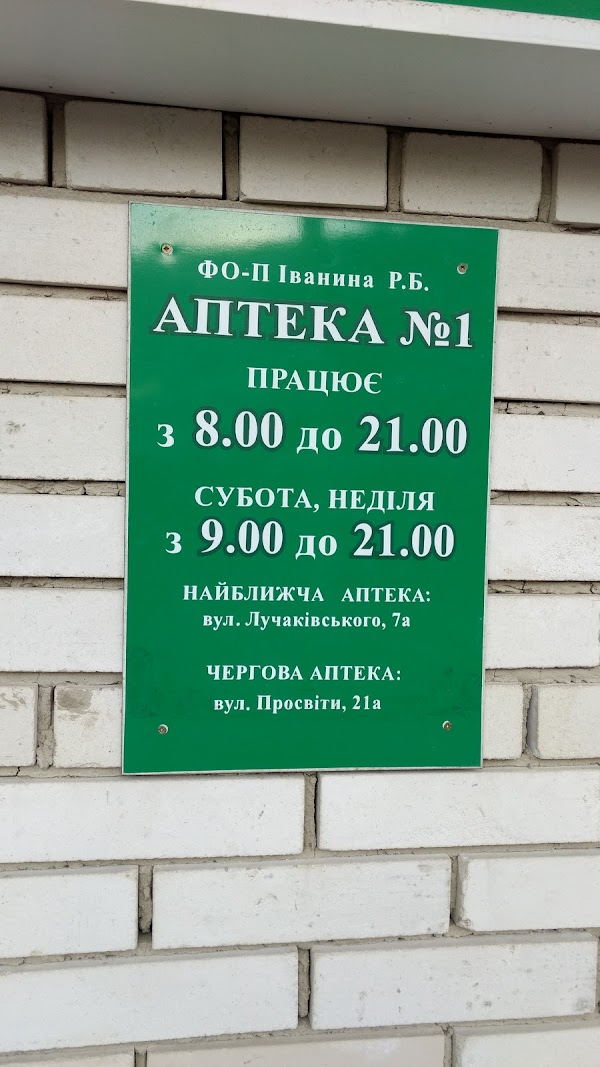 ФО-П Іванина Р.Б.
АПТЕКА №1
ПРАЦЮЄ
з 8.00 до 21.00
СУБОТА, НЕДІЛЯ
з 9.00 до 21.00
НАЙБЛИЖЧА АПТЕКА:
вул. Лучаківського, 7а
ЧЕРГОВА АПТЕКА:
вул. Просвіти, 21а